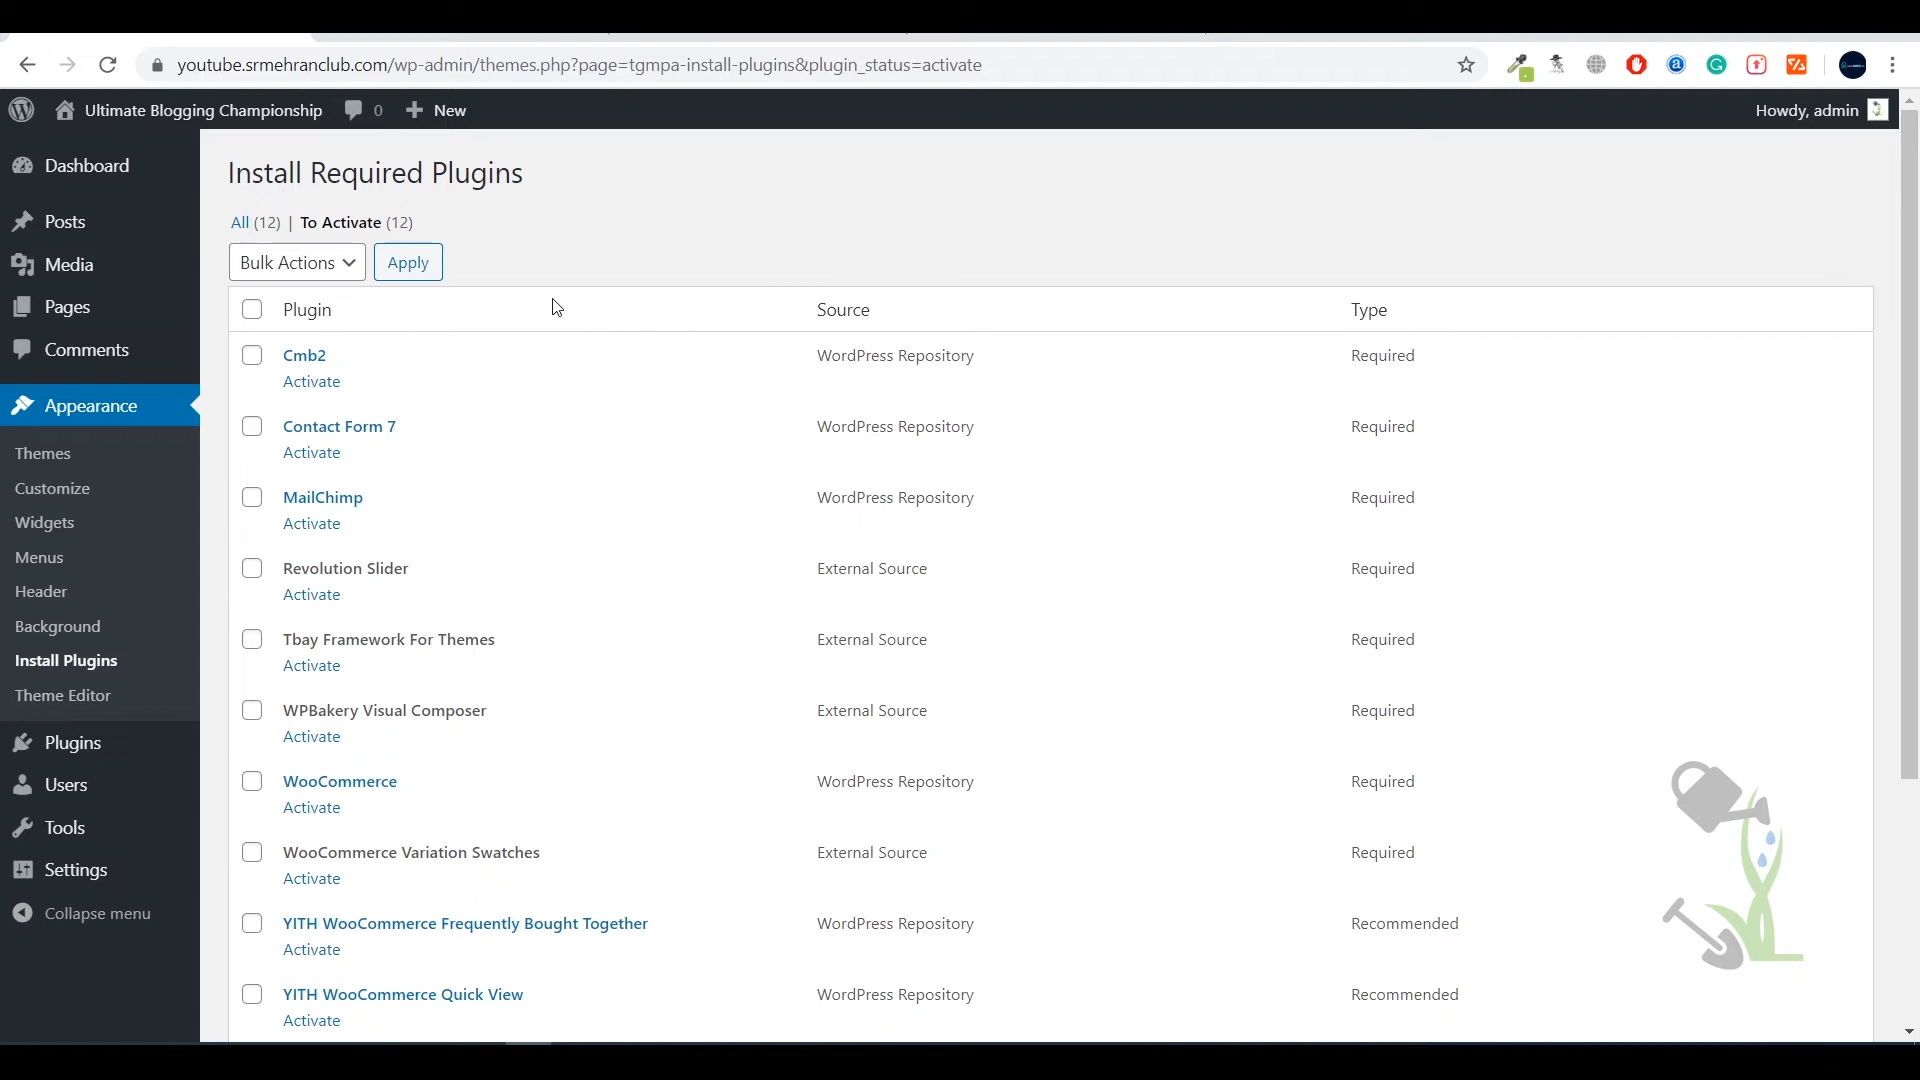 youtube.srmehranclub.com/wp-admin/themes.php?page=tgmpa-install-plugins&plugin_status=activate
Ultimate Blogging Championship 0 New Howdy, admin
Dashboard
Posts
Media
Pages
Comments
Appearance
Themes
Customize
Widgets
Menus
Header
Background
Install Plugins
Theme Editor
Plugins
Users
Tools
Settings
Collapse menu
Install Required Plugins
All (12) | To Activate (12)
Bulk Actions Apply
Plugin Source Type
Cmb2 WordPress Repository Required
Activate
Contact Form 7 WordPress Repository Required
Activate
MailChimp WordPress Repository Required
Activate
Revolution Slider External Source Required
Activate
Tbay Framework For Themes External Source Required
Activate
WPBakery Visual Composer External Source Required
Activate
WooCommerce WordPress Repository Required
Activate
WooCommerce Variation Swatches External Source Required
Activate
YITH WooCommerce Frequently Bought Together WordPress Repository Recommended
Activate
YITH WooCommerce Quick View WordPress Repository Recommended
Activate